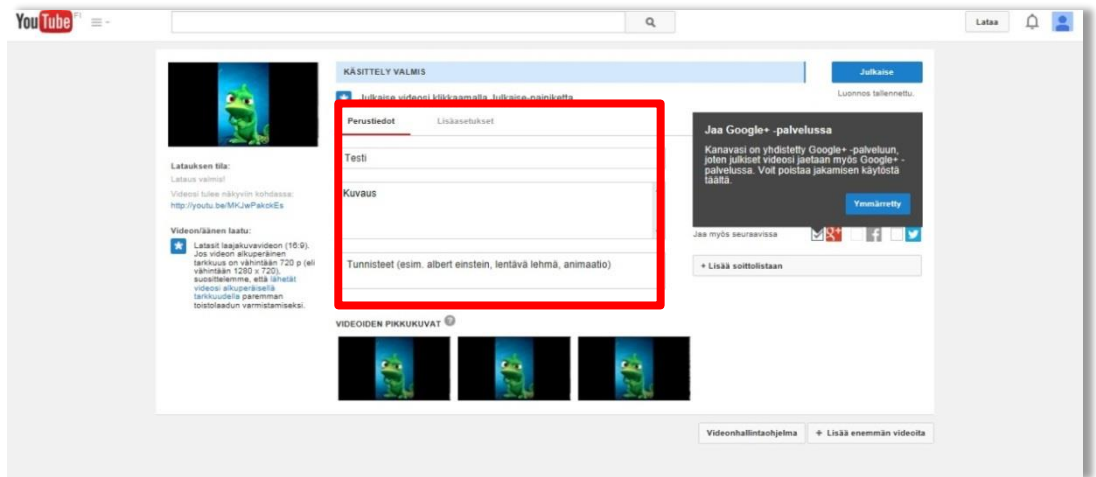 YouTube FI
Lataa
KÄSITTELY VALMIS
Julkaise
Julkaise videosi klikkaamalla Julkaise-painiketta
Luonnos tallennettu.
Perustiedot
Lisäasetukset
Testi
Kuvaus
Tunnisteet (esim. albert einstein, lentävä lehmä, animaatio)
Latauksen tila:
Lataus valmis!
Videosi tulee näkyviin kohdassa:
http://youtu.be/MKJwPakckEs
Videon/äänen laatu:
Latasit laajakuvavideon (16:9).
Jos videon alkuperäinen
tarkkuus on vähintään 720 p (eli
vähintään 1280 x 720),
suosittelemme, että lähetät
videosi alkuperäisellä
tarkkuudella paremman
toistolaadun varmistamiseksi.
Jaa Google+ -palvelussa
Kanavasi on yhdistetty Google+ -palveluun,
joten julkiset videosi jaetaan myös Google+ -
palvelussa. Voit poistaa jakamisen käytöstä
täältä.
Ymmärretty
Jaa myös seuraavissa
+ Lisää soittolistaan
VIDEOIDEN PIKKUKUVAT ?
Videonhallintaohjelma
+ Lisää enemmän videoita